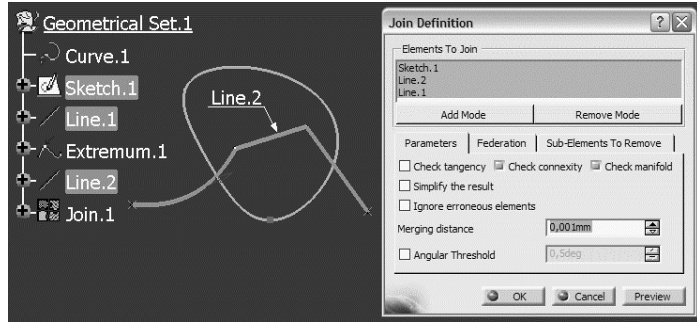 Geometrical Set.1
Curve.1
Sketch.1
Line.1
Extremum.1
Line.2
Join.1
Line.2
Join Definition
Elements To Join
Sketch.1
Line.2
Line.1
Add Mode Remove Mode
Parameters Federation Sub-Elements To Remove
Check tangency Check connexity Check manifold
Simplify the result
Ignore erroneous elements
Merging distance 0,001mm
Angular Threshold 0,5deg
OK Cancel Preview